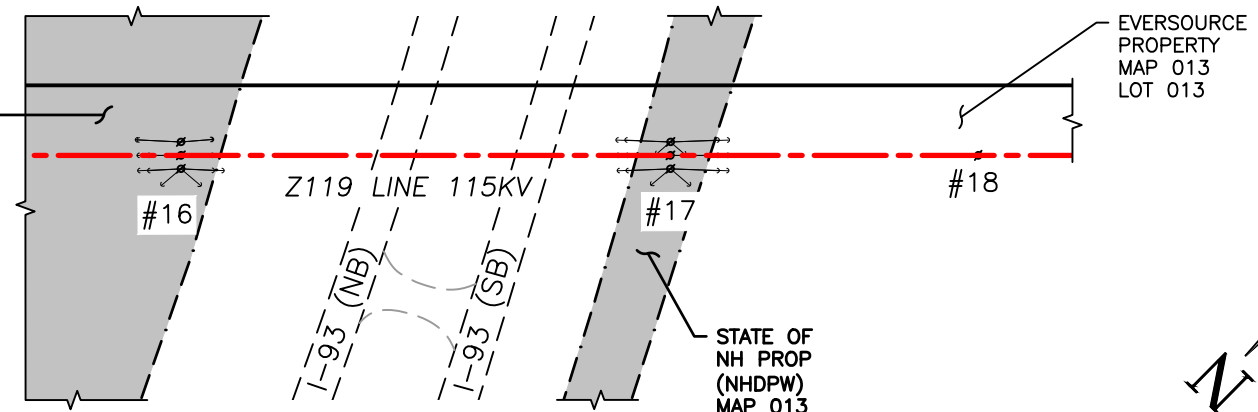 EVERSOURCE
PROPERTY
MAP 013
LOT 013
Z119 LINE 115KV
#16
#17
#18
I-93 (NB)
I-93 (SB)
STATE OF
NH PROP
(NHDPW)
MAP 013
N